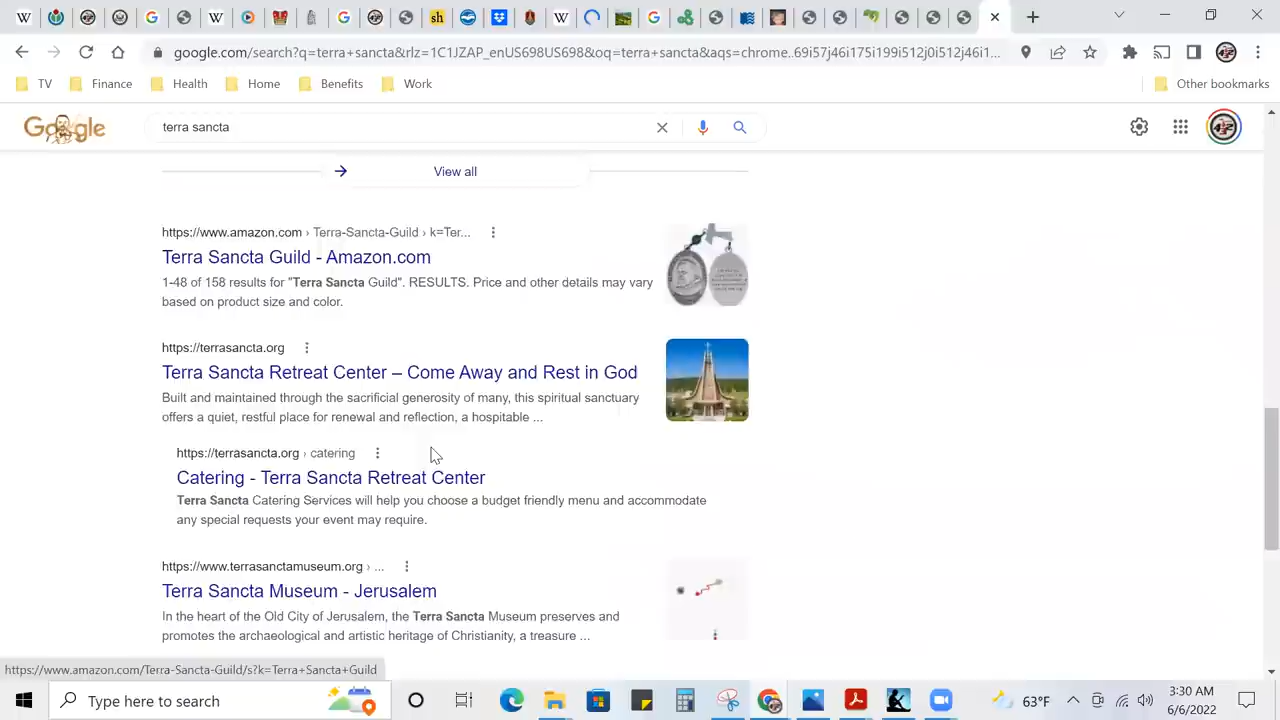 google.com/search?q=terra+sancta&rlz=1C1JZAP_enUS698US698&oq=terra+sancta&aqs=chrome..69i57j46i175i199i512j0i512j46i1...
TV Finance Health Home Benefits Work Other bookmarks
Google terra sancta
View all
https://www.amazon.com › Terra-Sancta-Guild › k=Ter...
Terra Sancta Guild - Amazon.com
1-48 of 158 results for "Terra Sancta Guild". RESULTS. Price and other details may vary
based on product size and color.
https://terrasancta.org
Terra Sancta Retreat Center – Come Away and Rest in God
Built and maintained through the sacrificial generosity of many, this spiritual sanctuary
offers a quiet, restful place for renewal and reflection, a hospitable ...
https://terrasancta.org › catering
Catering - Terra Sancta Retreat Center
Terra Sancta Catering Services will help you choose a budget friendly menu and accommodate
any special requests your event may require.
https://www.terrasanctamuseum.org › ...
Terra Sancta Museum - Jerusalem
In the heart of the Old City of Jerusalem, the Terra Sancta Museum preserves and
promotes the archaeological and artistic heritage of Christianity, a treasure ...
https://www.amazon.com/Terra-Sancta-Guild/s?k=Terra+Sancta+Guild
Type here to search
63°F
3:30 AM
6/6/2022